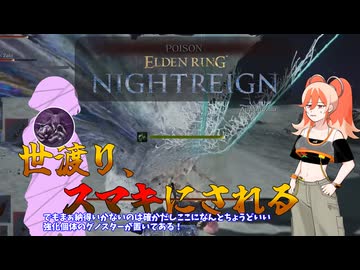 POISON
ELDEN RING
NIGHTREIGN
世渡り、
スマキにされる
でもまぁ納得いかないのは確かだしここになんとちょうどいい
強化個体のグノスターが置いてある！